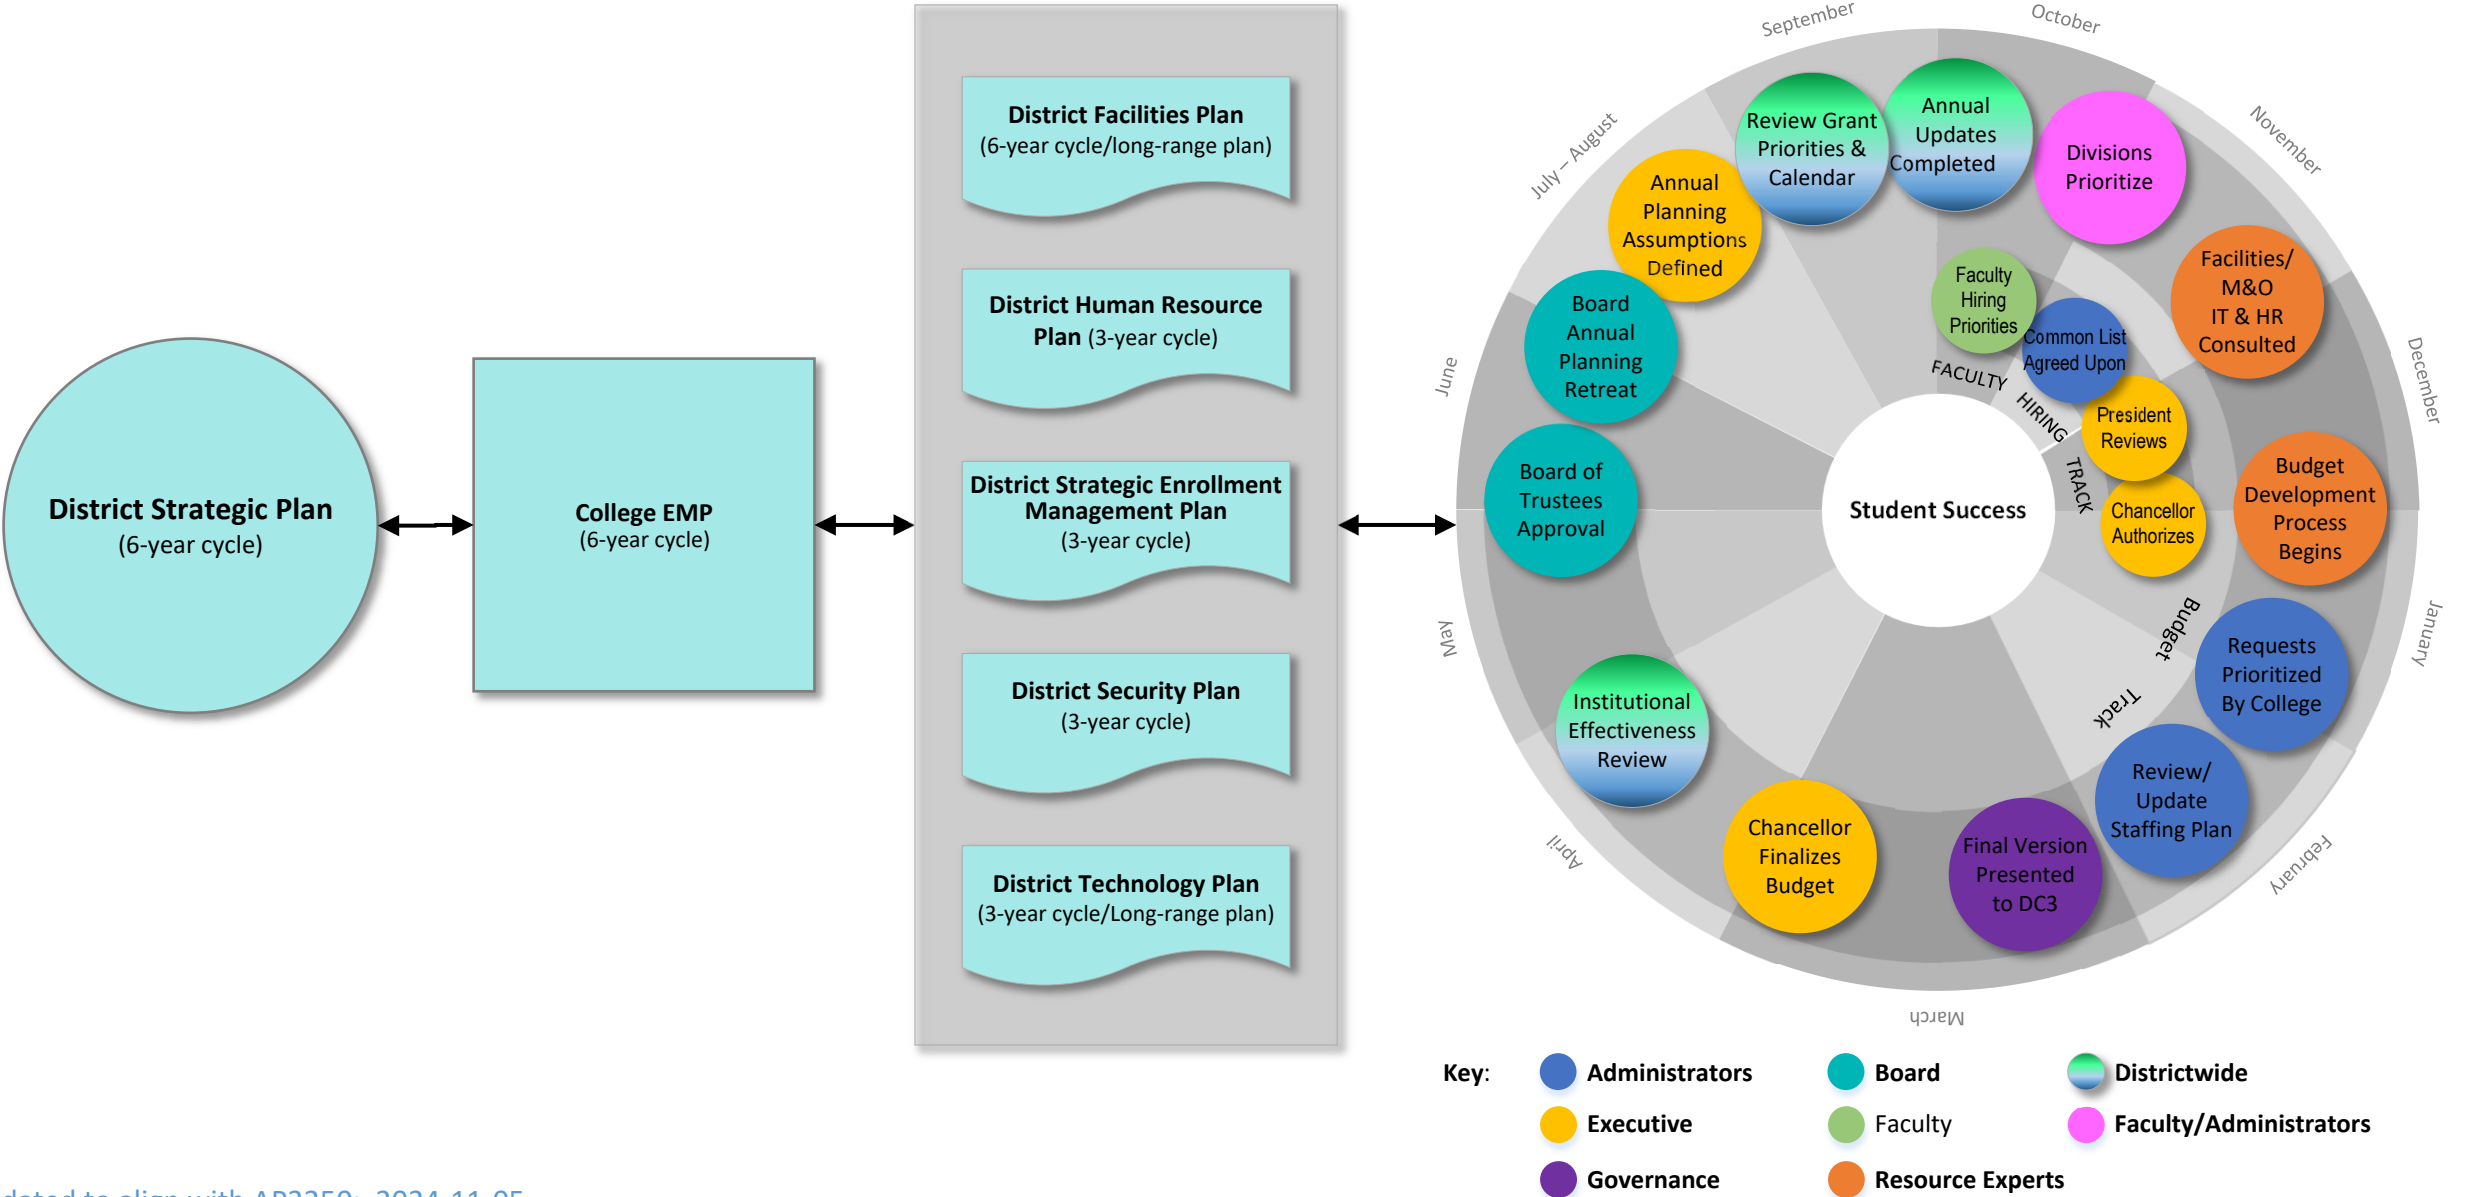 District Strategic Plan
(6-year cycle)
College EMP
(6-year cycle)
District Facilities Plan
(6-year cycle/long-range plan)
District Human Resource
Plan (3-year cycle)
District Strategic Enrollment
Management Plan
(3-year cycle)
District Security Plan
(3-year cycle)
District Technology Plan
(3-year cycle/Long-range plan)
September
October
November
December
January
February
March
April
May
June
July – August
Review Grant
Priorities &
Calendar
Annual
Updates
Completed
Divisions
Prioritize
Facilities/
M&O
IT & HR
Consulted
Budget
Development
Process
Begins
Requests
Prioritized
By College
Review/
Update
Staffing Plan
Final Version
Presented
to DC3
Chancellor
Finalizes
Budget
Institutional
Effectiveness
Review
Board of
Trustees
Approval
Board
Annual
Planning
Retreat
Annual
Planning
Assumptions
Defined
Faculty
Hiring
Priorities
Common List
Agreed Upon
President
Reviews
Chancellor
Authorizes
FACULTY
HIRING
TRACK
Budget
Track
Student Success
Key:
Administrators
Board
Districtwide
Executive
Faculty
Faculty/Administrators
Governance
Resource Experts